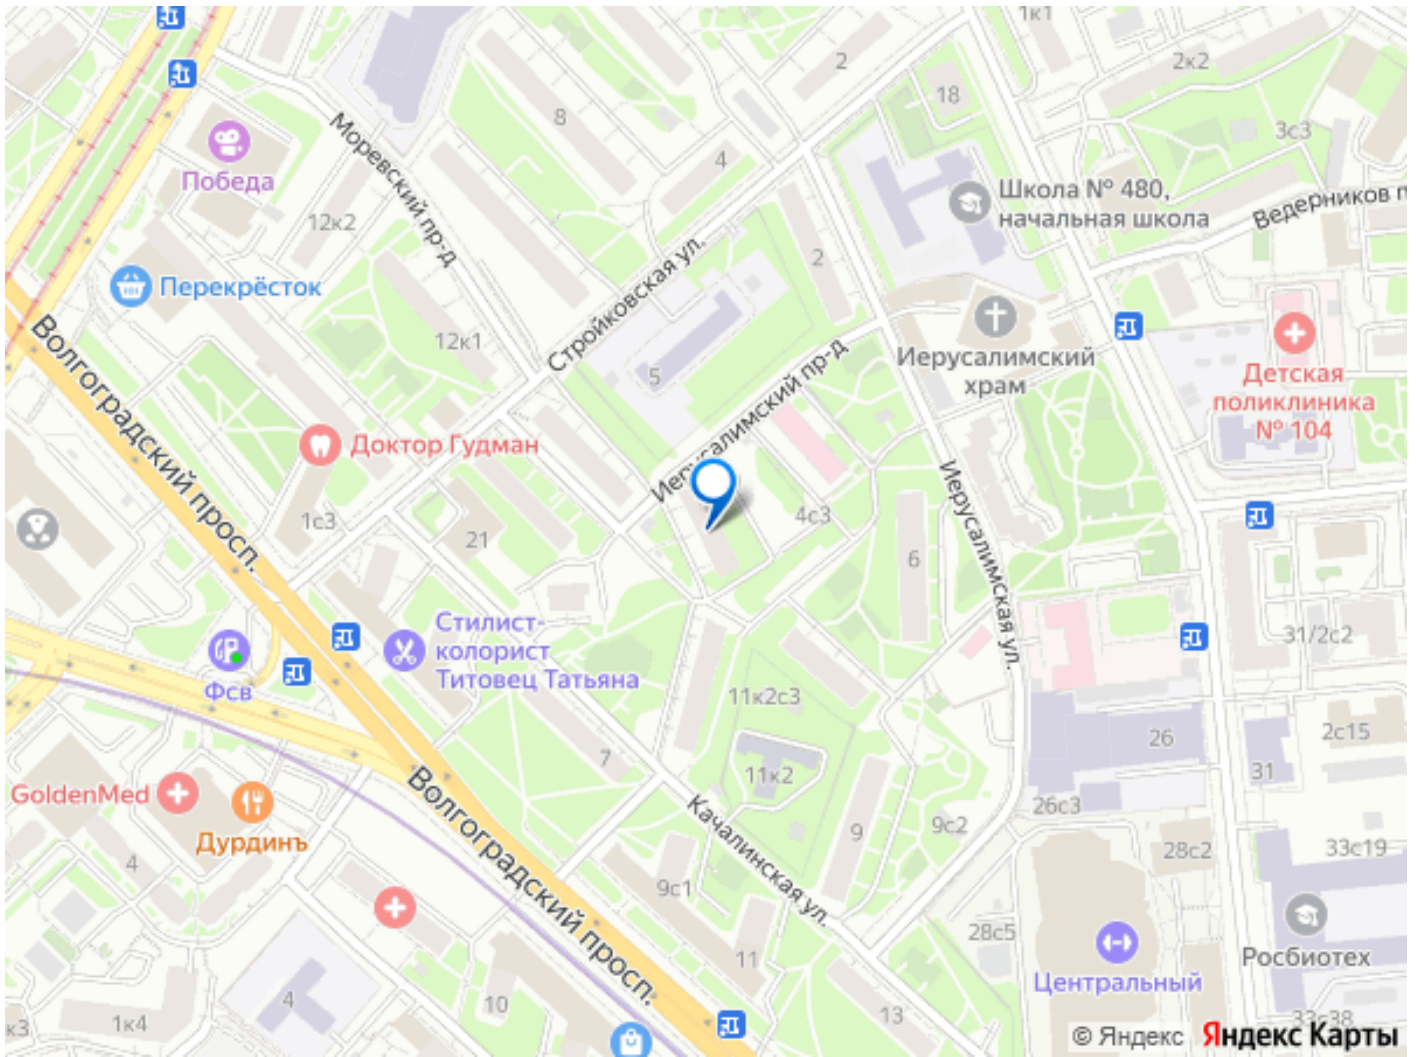 1к1
2
2к2
18
8
3с3
Моревский пр-д
4
Победа
Школа № 480,
начальная школа
Ведерников п
12к2
2
Стройковская ул.
Перекрёсток
Волгоградский просп.
12к1
Иерусалимский
храм
Иерусалимский пр-д
5
Детская
поликлиника
№ 104
Доктор Гудман
1с3
21
4с3
6
Иерусалимская ул.
Стилист-
колорист
Титовец Татьяна
Фсв
31/2с2
11к2с3
7
26
2с15
11к2
31
GoldenMed
Дурдинъ
4
Волгоградский просп.
Качалинская ул.
26с3
9
9с2
28с2
33с19
9с1
28с5
11
Росбиотех
Центральный
4
10
13
к3
1к4
33с38
© Яндекс Яндекс Карты